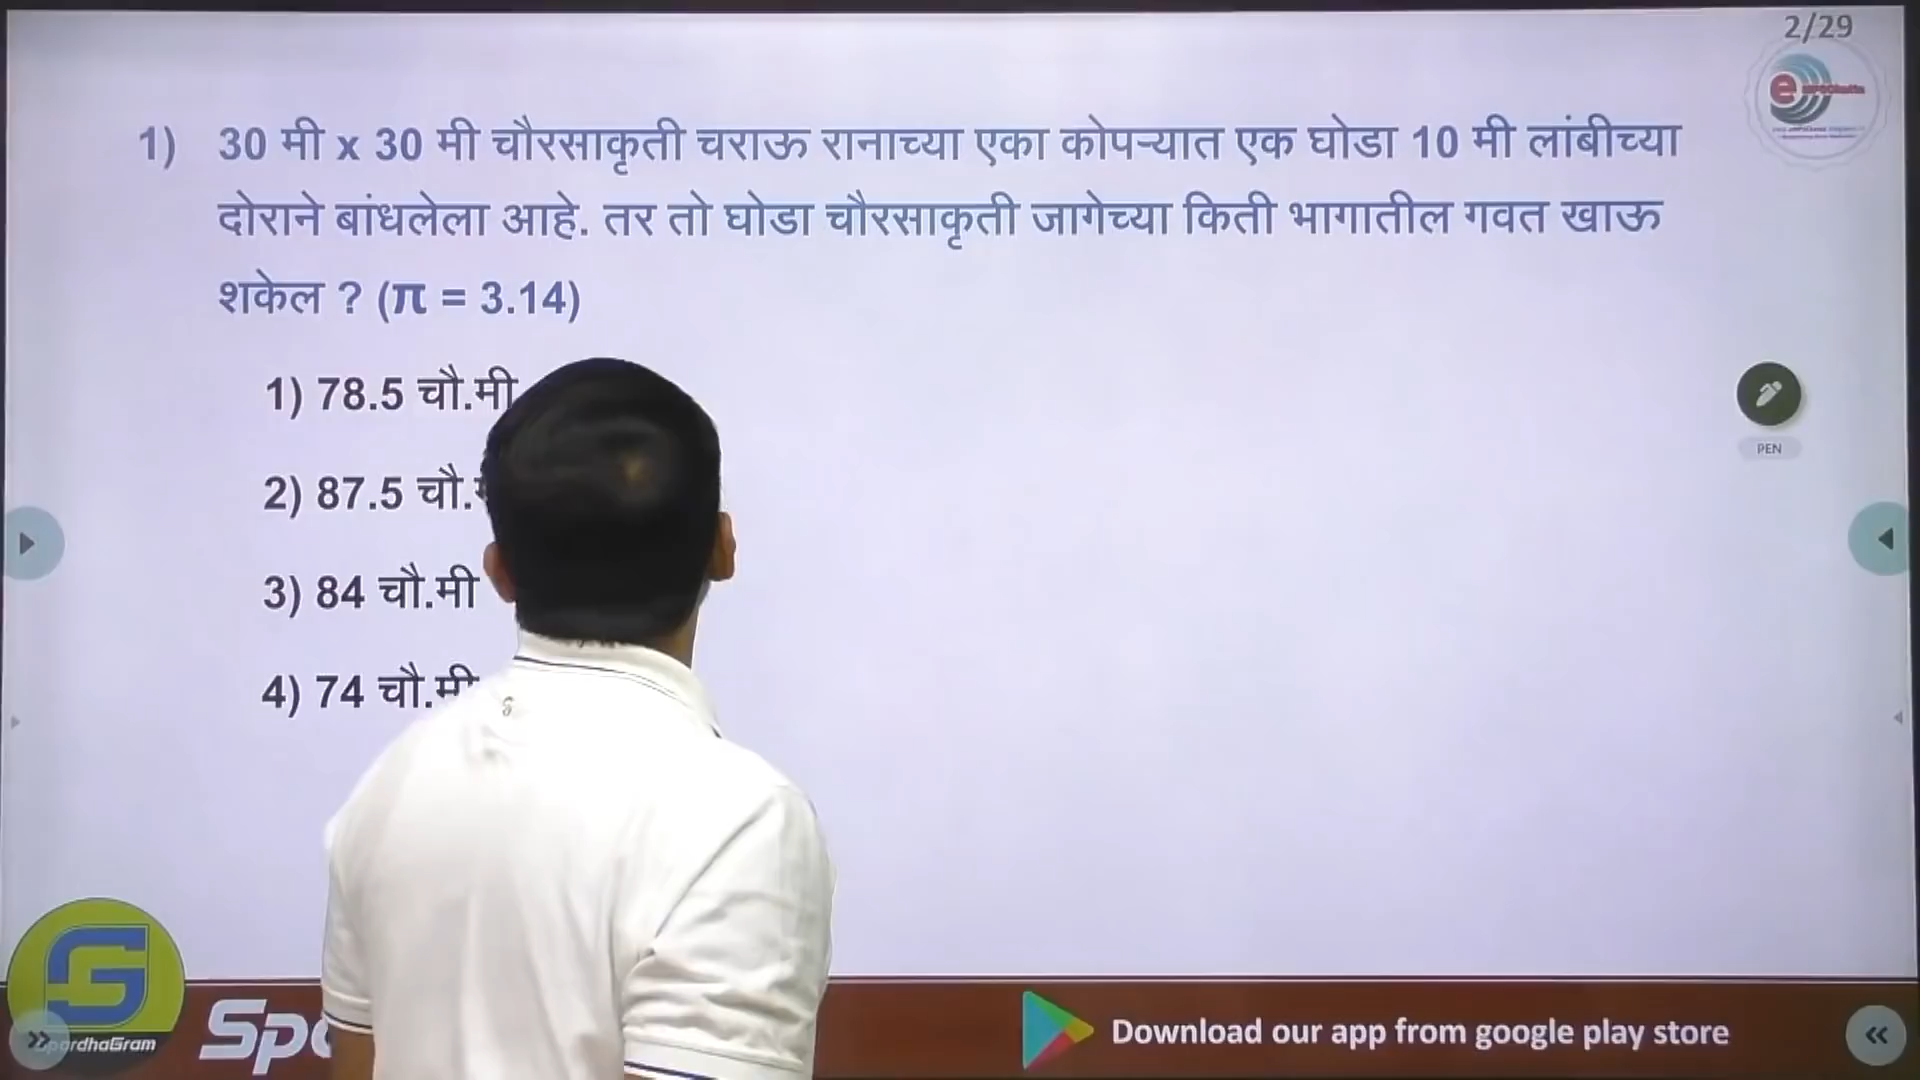 2/29
1) 30 मी x 30 मी चौरसाकृती चराऊ रानाच्या एका कोपऱ्यात एक घोडा 10 मी लांबीच्या
दोराने बांधलेला आहे. तर तो घोडा चौरसाकृती जागेच्या किती भागातील गवत खाऊ
शकेल ? (π = 3.14)
1) 78.5 चौ.मी
2) 87.5 चौ.
3) 84 चौ.मी
4) 74 चौ.मी
PEN
SpardhaGram
Download our app from google play store